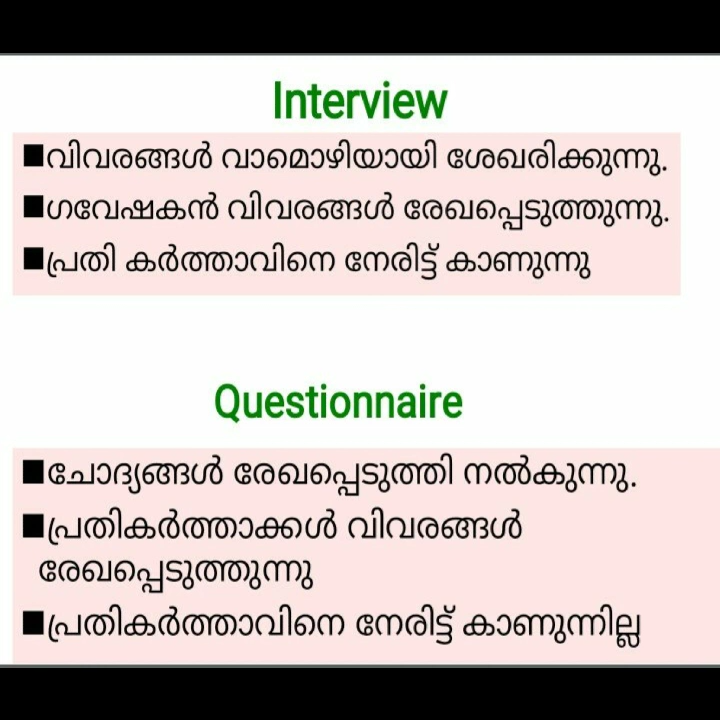 Interview
■വിവരങ്ങൾ വാമൊഴിയായി ശേഖരിക്കുന്നു.
■ഗവേഷകൻ വിവരങ്ങൾ രേഖപ്പെടുത്തുന്നു.
■പ്രതി കർത്താവിനെ നേരിട്ട് കാണുന്നു
Questionnaire
■ചോദ്യങ്ങൾ രേഖപ്പെടുത്തി നൽകുന്നു.
■പ്രതികർത്താക്കൾ വിവരങ്ങൾ
രേഖപ്പെടുത്തുന്നു
■പ്രതികർത്താവിനെ നേരിട്ട് കാണുന്നില്ല